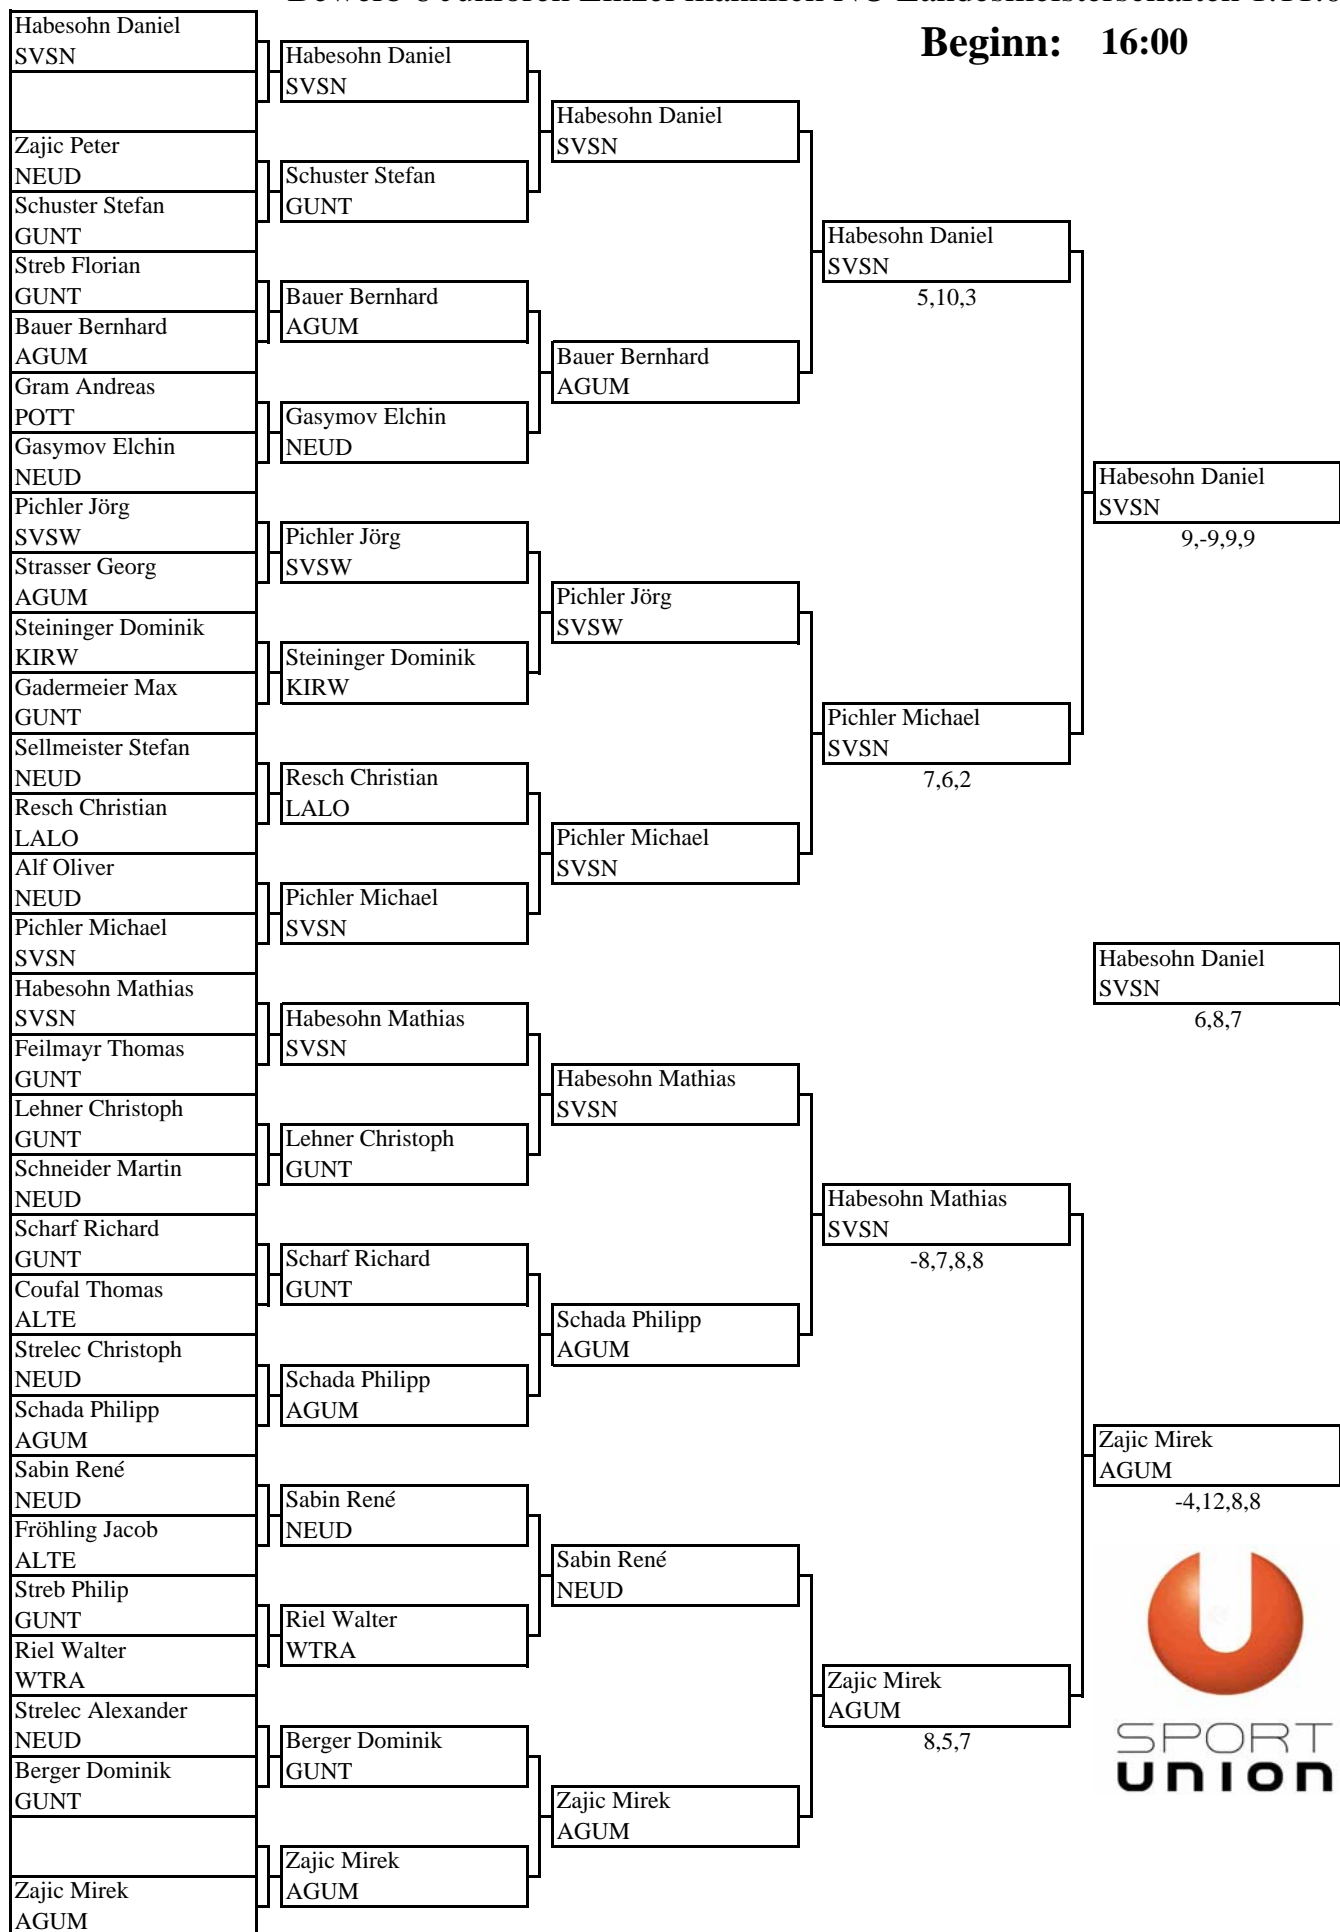 Beginn: 16:00
Habesohn Daniel
SVSN
Zajic Peter
NEUD
Schuster Stefan
GUNT
Streb Florian
GUNT
Bauer Bernhard
AGUM
Gram Andreas
POTT
Gasymov Elchin
NEUD
Pichler Jörg
SVSW
Strasser Georg
AGUM
Steininger Dominik
KIRW
Gadermeier Max
GUNT
Sellmeister Stefan
NEUD
Resch Christian
LALO
Alf Oliver
NEUD
Pichler Michael
SVSN
Habesohn Mathias
SVSN
Feilmayr Thomas
GUNT
Lehner Christoph
GUNT
Schneider Martin
NEUD
Scharf Richard
GUNT
Coufal Thomas
ALTE
Strelec Christoph
NEUD
Schada Philipp
AGUM
Sabin René
NEUD
Fröhling Jacob
ALTE
Streb Philip
GUNT
Riel Walter
WTRA
Strelec Alexander
NEUD
Berger Dominik
GUNT
Zajic Mirek
AGUM
Habesohn Daniel
SVSN
Schuster Stefan
GUNT
Bauer Bernhard
AGUM
Gasymov Elchin
NEUD
Pichler Jörg
SVSW
Steininger Dominik
KIRW
Resch Christian
LALO
Pichler Michael
SVSN
Habesohn Mathias
SVSN
Lehner Christoph
GUNT
Scharf Richard
GUNT
Schada Philipp
AGUM
Sabin René
NEUD
Riel Walter
WTRA
Berger Dominik
GUNT
Zajic Mirek
AGUM
Habesohn Daniel
SVSN
Bauer Bernhard
AGUM
Pichler Jörg
SVSW
Pichler Michael
SVSN
Habesohn Mathias
SVSN
Schada Philipp
AGUM
Sabin René
NEUD
Zajic Mirek
AGUM
Habesohn Daniel
SVSN
5,10,3
Pichler Michael
SVSN
7,6,2
Habesohn Mathias
SVSN
-8,7,8,8
Zajic Mirek
AGUM
8,5,7
Habesohn Daniel
SVSN
9,-9,9,9
Habesohn Daniel
SVSN
6,8,7
Zajic Mirek
AGUM
-4,12,8,8
SPORT
union